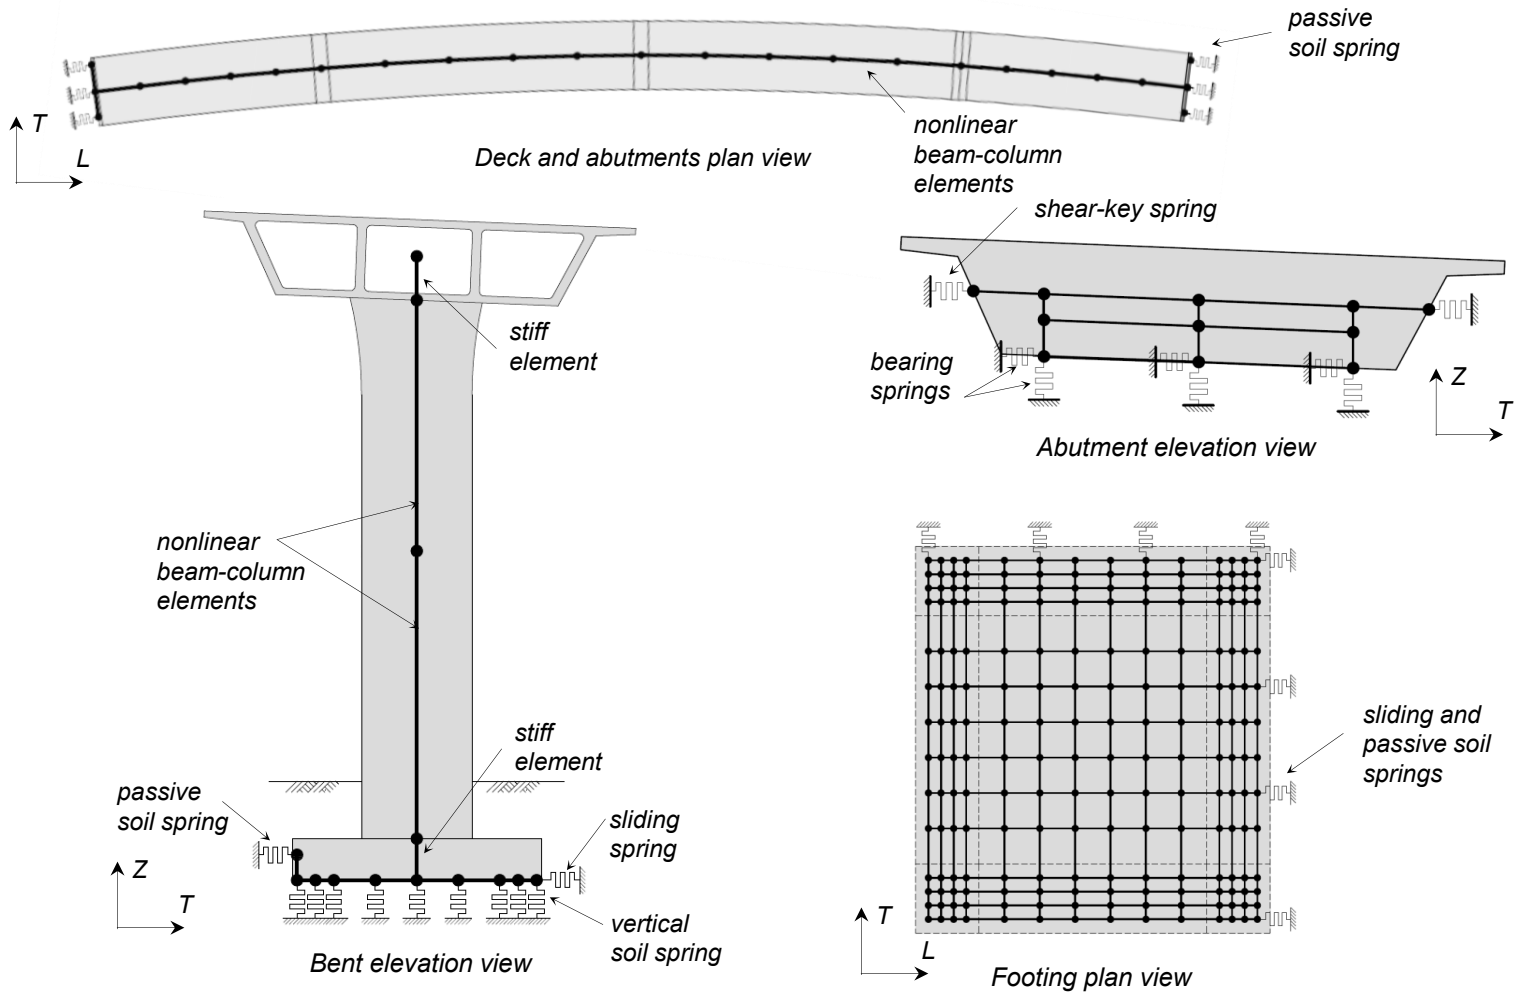 passive
soil spring
T
L
Deck and abutments plan view
nonlinear
beam-column
elements
shear-key spring
stiff
element
bearing
springs
Z
T
Abutment elevation view
nonlinear
beam-column
elements
stiff
element
passive
soil spring
sliding
spring
Z
T
vertical
soil spring
Bent elevation view
sliding and
passive soil
springs
T
L
Footing plan view